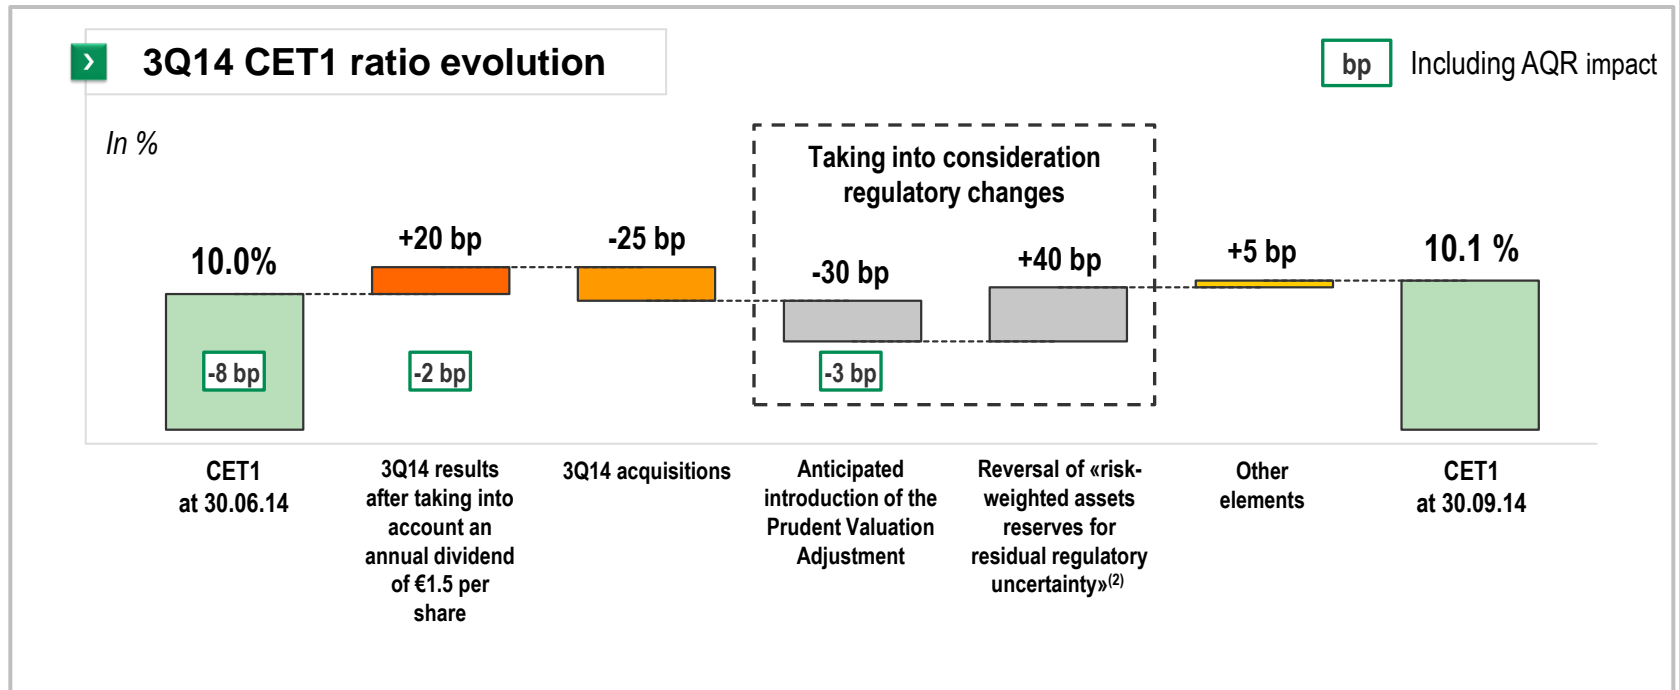 3Q14 CET1 ratio evolution
bp Including AQR impact
In %
Taking into consideration
regulatory changes
10.0%
+20 bp
-25 bp
-30 bp
+40 bp
+5 bp
10.1 %
-8 bp
-2 bp
-3 bp
CET1
at 30.06.14
3Q14 results
after taking into
account an
annual dividend
of €1.5 per
share
3Q14 acquisitions
Anticipated
introduction of the
Prudent Valuation
Adjustment
Reversal of «risk-
weighted assets
reserves for
residual regulatory
uncertainty»(2)
Other
elements
CET1
at 30.09.14